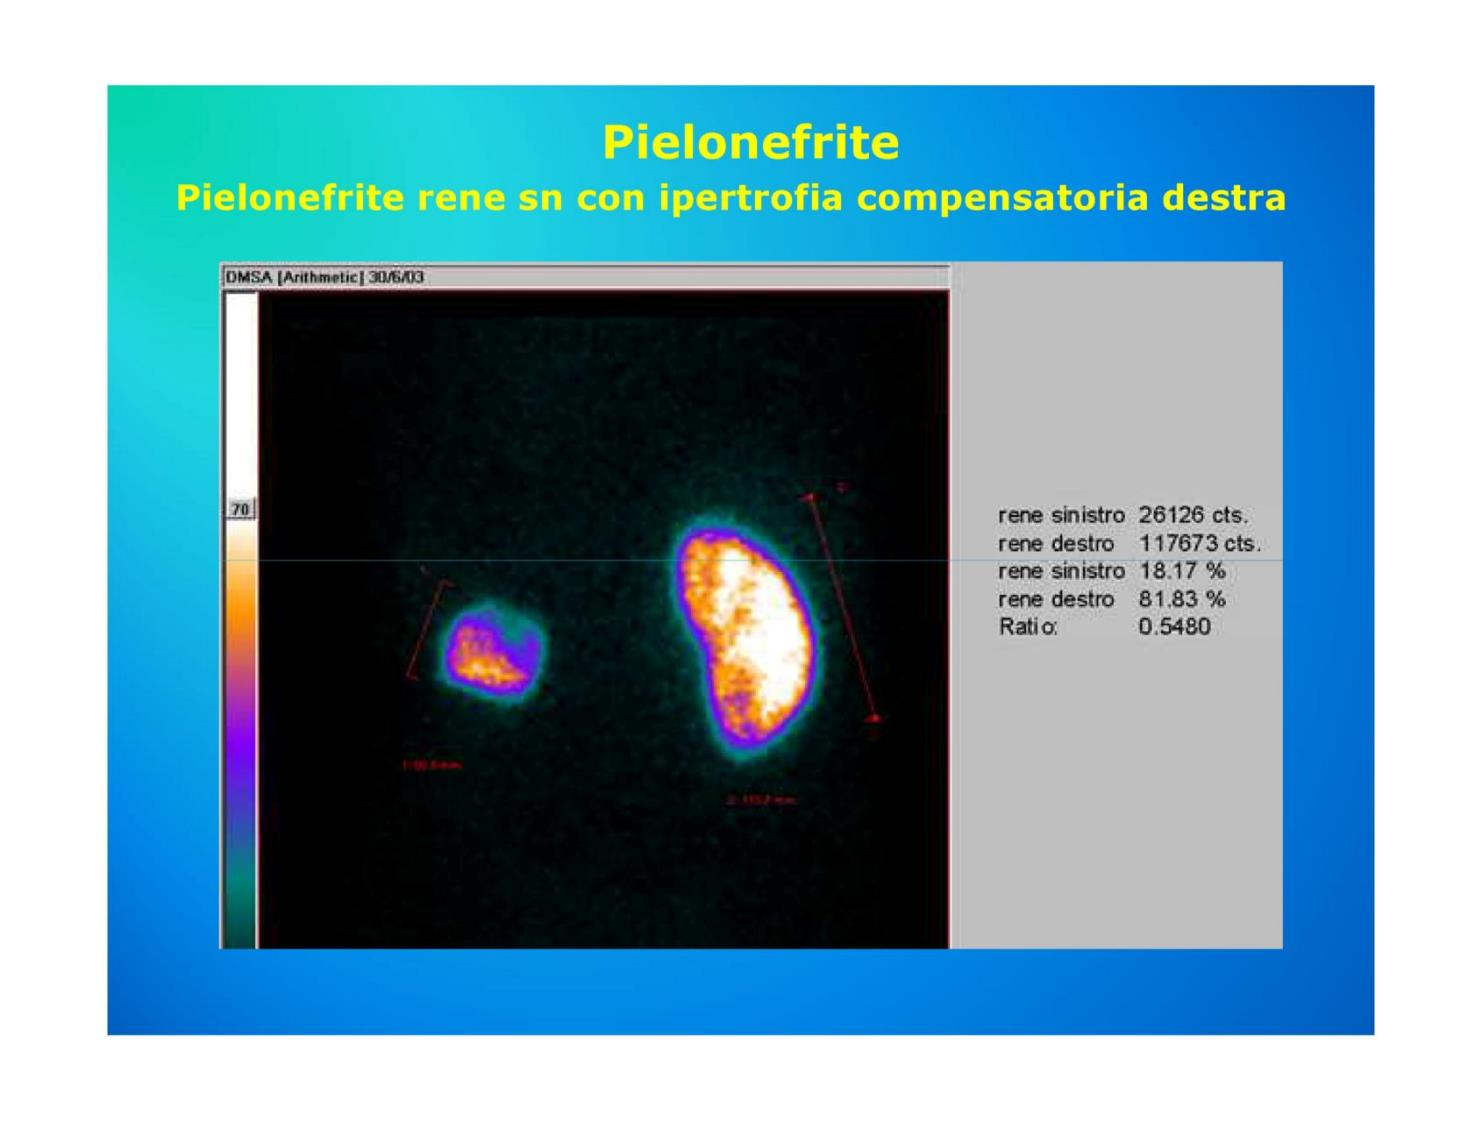 Pielonefrite
Pielonefrite rene sn con ipertrofia compensatoria destra
DMSA [Arithmetic] 30/6/03
70
rene sinistro 26126 cts.
rene destro 117673 cts.
rene sinistro 18.17 %
rene destro 81.83 %
Ratio: 0.5480